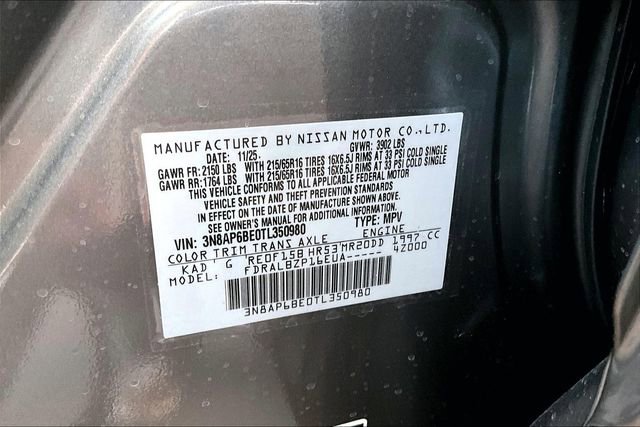 MANUFACTURED BY NISSAN MOTOR CO.,LTD.
DATE: 11/25. GVWR: 3902 LBS
GAWR FR: 2150 LBS WITH 215/65R16 TIRES 16X6.5J RIMS AT 33 PSI COLD SINGLE
GAWR RR: 1764 LBS WITH 215/65R16 TIRES 16X6.5J RIMS AT 33 PSI COLD SINGLE
THIS VEHICLE CONFORMS TO ALL APPLICABLE FEDERAL MOTOR
VEHICLE SAFETY AND THEFT PREVENTION STANDARDS
IN EFFECT ON THE DATE OF MANUFACTURE SHOWN ABOVE.
SEE OWNER'S MANUAL FOR ADDITIONAL INFORMATION.
VIN: 3N8AP6BE0TL350980 TYPE: MPV
COLOR TRIM TRANS AXLE ENGINE
KAD G RE0F15B HR53 MR20DD 1997 CC
MODEL: FDRALBZP16EUA----- 4Z000
3N8AP6BE0TL350980